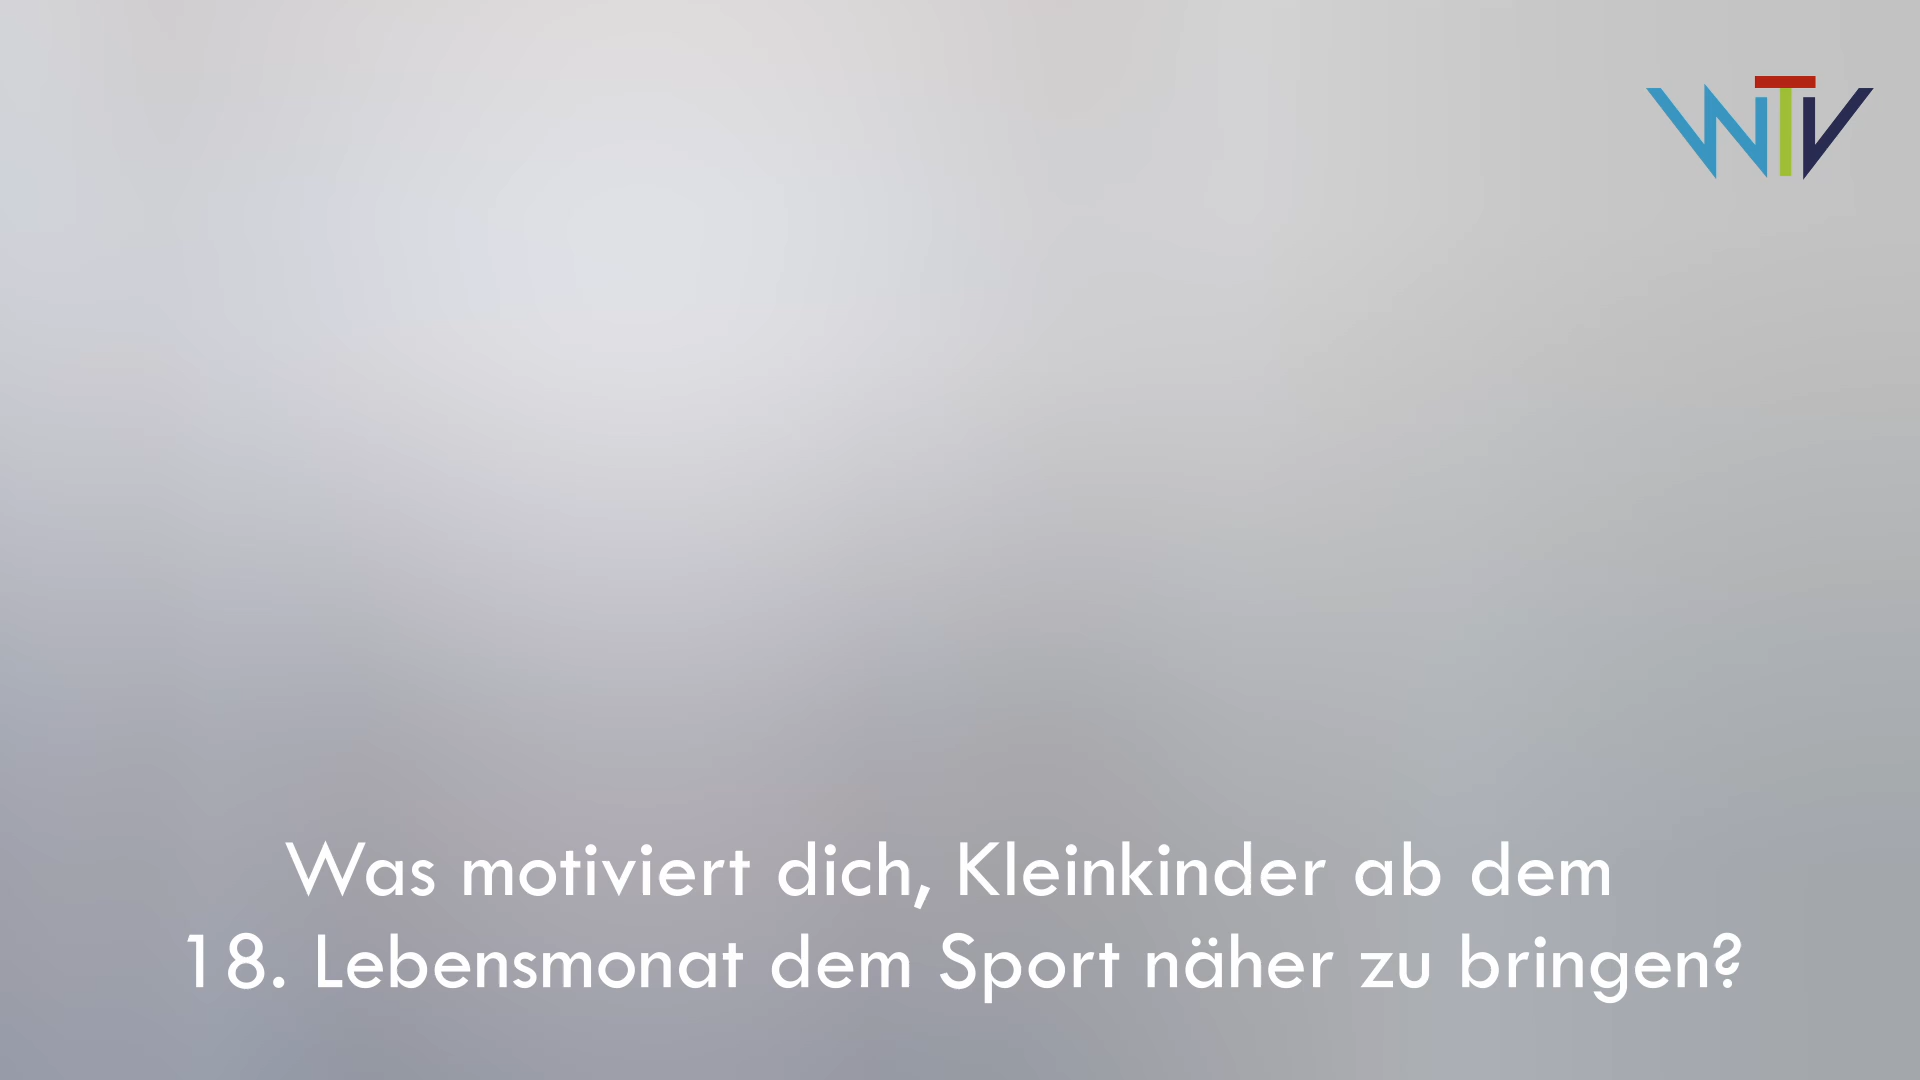 WTV
Was motiviert dich, Kleinkinder ab dem
18. Lebensmonat dem Sport näher zu bringen?